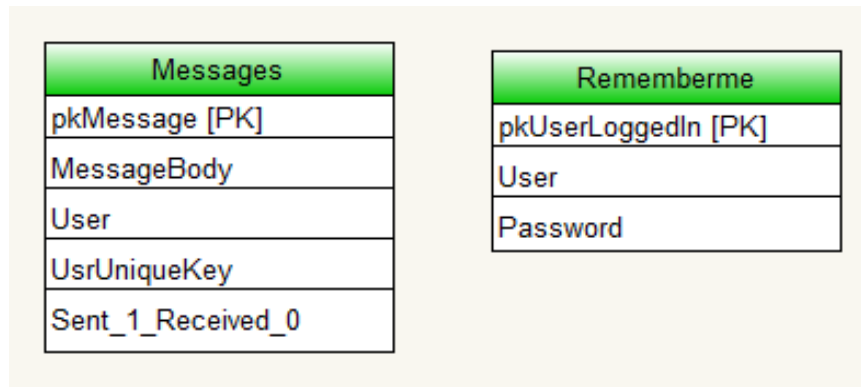 Messages
pkMessage [PK]
MessageBody
User
UsrUniqueKey
Sent_1_Received_0
Rememberme
pkUserLoggedIn [PK]
User
Password